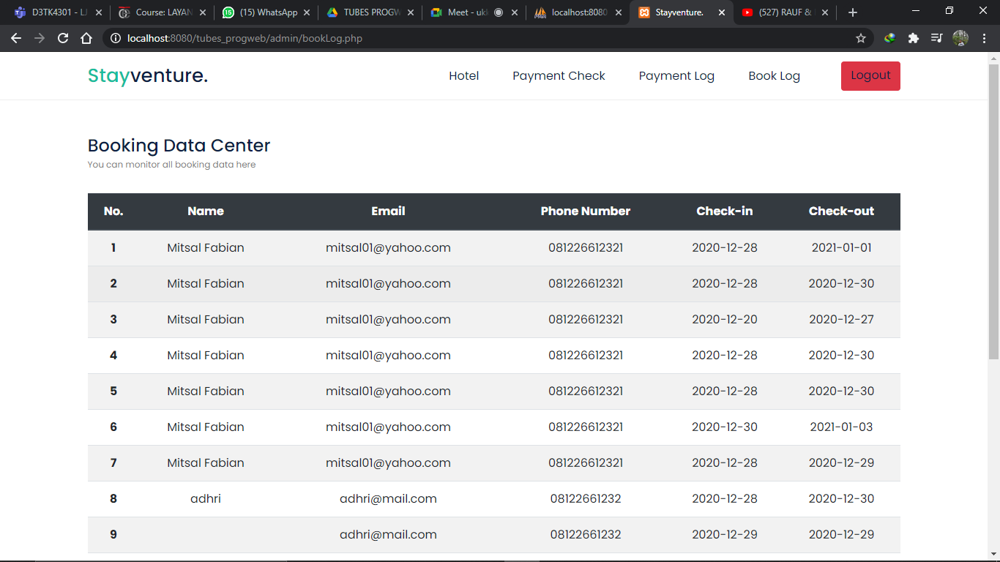 D3TK4301 - LJ
Course: LAYAN
(15) WhatsApp
TUBES PROGW
Meet - uk
localhost:8080
Stayventure.
(527) RAUF &
localhost:8080/tubes_progweb/admin/bookLog.php
Stayventure.
Hotel
Payment Check
Payment Log
Book Log
Logout
Booking Data Center
You can monitor all booking data here
No. Name Email Phone Number Check-in Check-out
1 Mitsal Fabian mitsal01@yahoo.com 081226612321 2020-12-28 2021-01-01
2 Mitsal Fabian mitsal01@yahoo.com 081226612321 2020-12-28 2020-12-30
3 Mitsal Fabian mitsal01@yahoo.com 081226612321 2020-12-20 2020-12-27
4 Mitsal Fabian mitsal01@yahoo.com 081226612321 2020-12-28 2020-12-30
5 Mitsal Fabian mitsal01@yahoo.com 081226612321 2020-12-28 2020-12-30
6 Mitsal Fabian mitsal01@yahoo.com 081226612321 2020-12-30 2021-01-03
7 Mitsal Fabian mitsal01@yahoo.com 081226612321 2020-12-28 2020-12-29
8 adhri adhri@mail.com 08122661232 2020-12-28 2020-12-30
9 adhri@mail.com 08122661232 2020-12-29 2020-12-29